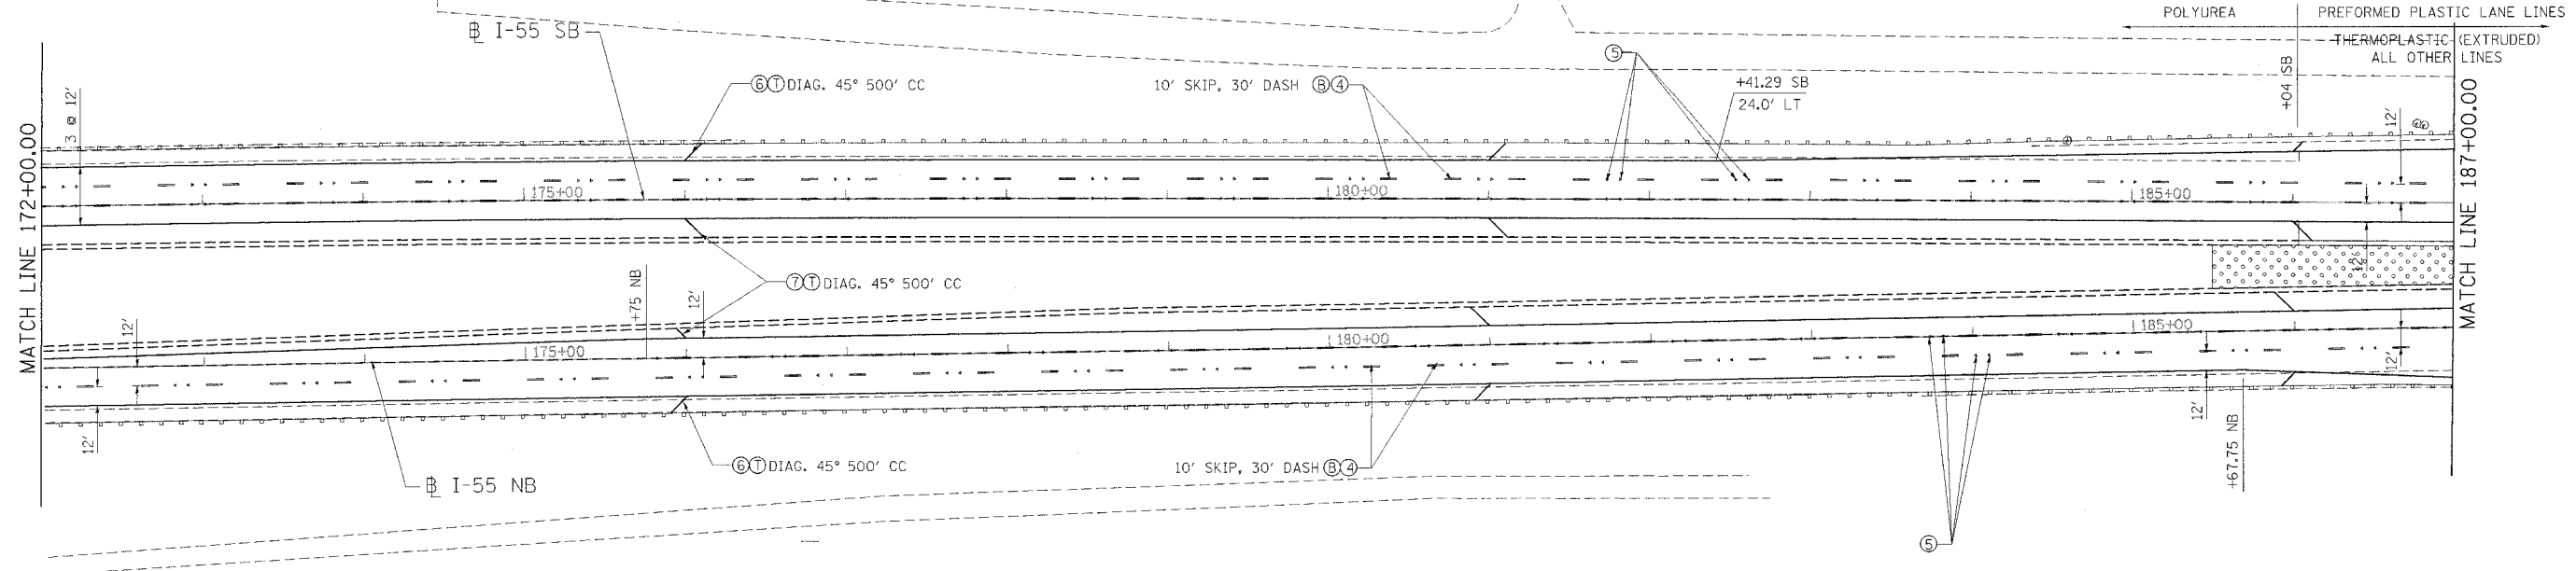 POLYUREA
PREFORMED PLASTIC LANE LINES
THERMOPLASTIC (EXTRUDED)
ALL OTHER LINES
℄ I-55 SB
⑤
⑥Ⓣ DIAG. 45° 500' CC
10' SKIP, 30' DASH Ⓑ④
+41.29 SB
24.0' LT
+04 SB
3 @ 12'
12'
MATCH LINE 172+00.00
MATCH LINE 187+00.00
175+00
180+00
185+00
12'
⑦Ⓣ DIAG. 45° 500' CC
+75 NB
12'
12'
175+00
180+00
185+00
12'
12'
12'
⑥Ⓣ DIAG. 45° 500' CC
10' SKIP, 30' DASH Ⓑ④
+67.75 NB
℄ I-55 NB
⑤